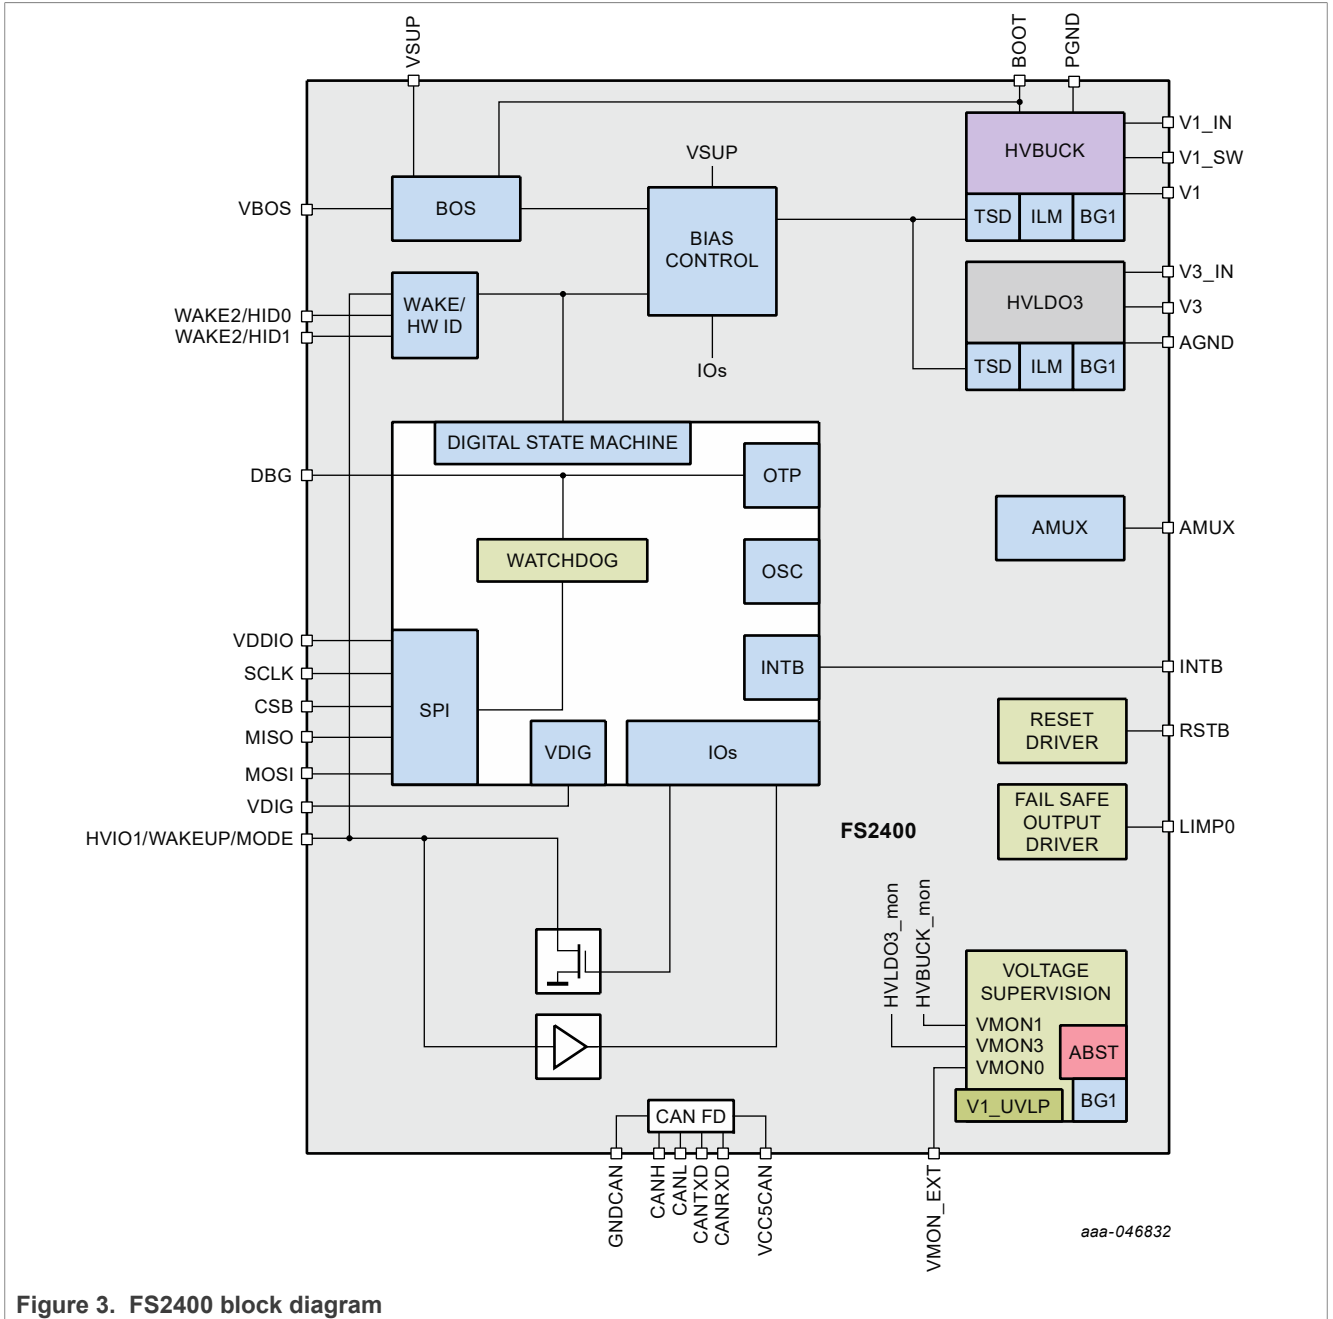 VSUP
BOOT
PGND
V1_IN
HVBUCK
V1_SW
VSUP
V1
VBOS
BOS
TSD
ILM
BG1
BIAS
CONTROL
V3_IN
WAKE/
HW ID
HVLDO3
V3
WAKE2/HID0
WAKE2/HID1
AGND
IOs
TSD
ILM
BG1
DIGITAL STATE MACHINE
DBG
OTP
AMUX
AMUX
WATCHDOG
OSC
VDDIO
SCLK
INTB
INTB
CSB
SPI
MISO
VDIG
IOs
RESET
DRIVER
RSTB
MOSI
VDIG
FAIL SAFE
OUTPUT
DRIVER
LIMP0
HVIO1/WAKEUP/MODE
FS2400
HVLDO3_mon
HVBUCK_mon
VOLTAGE
SUPERVISION
VMON1
VMON3
VMON0
ABST
V1_UVLP
BG1
CAN FD
GNDCAN
CANH
CANL
CANTXD
CANRXD
VCC5CAN
VMON_EXT
aaa-046832
Figure 3. FS2400 block diagram